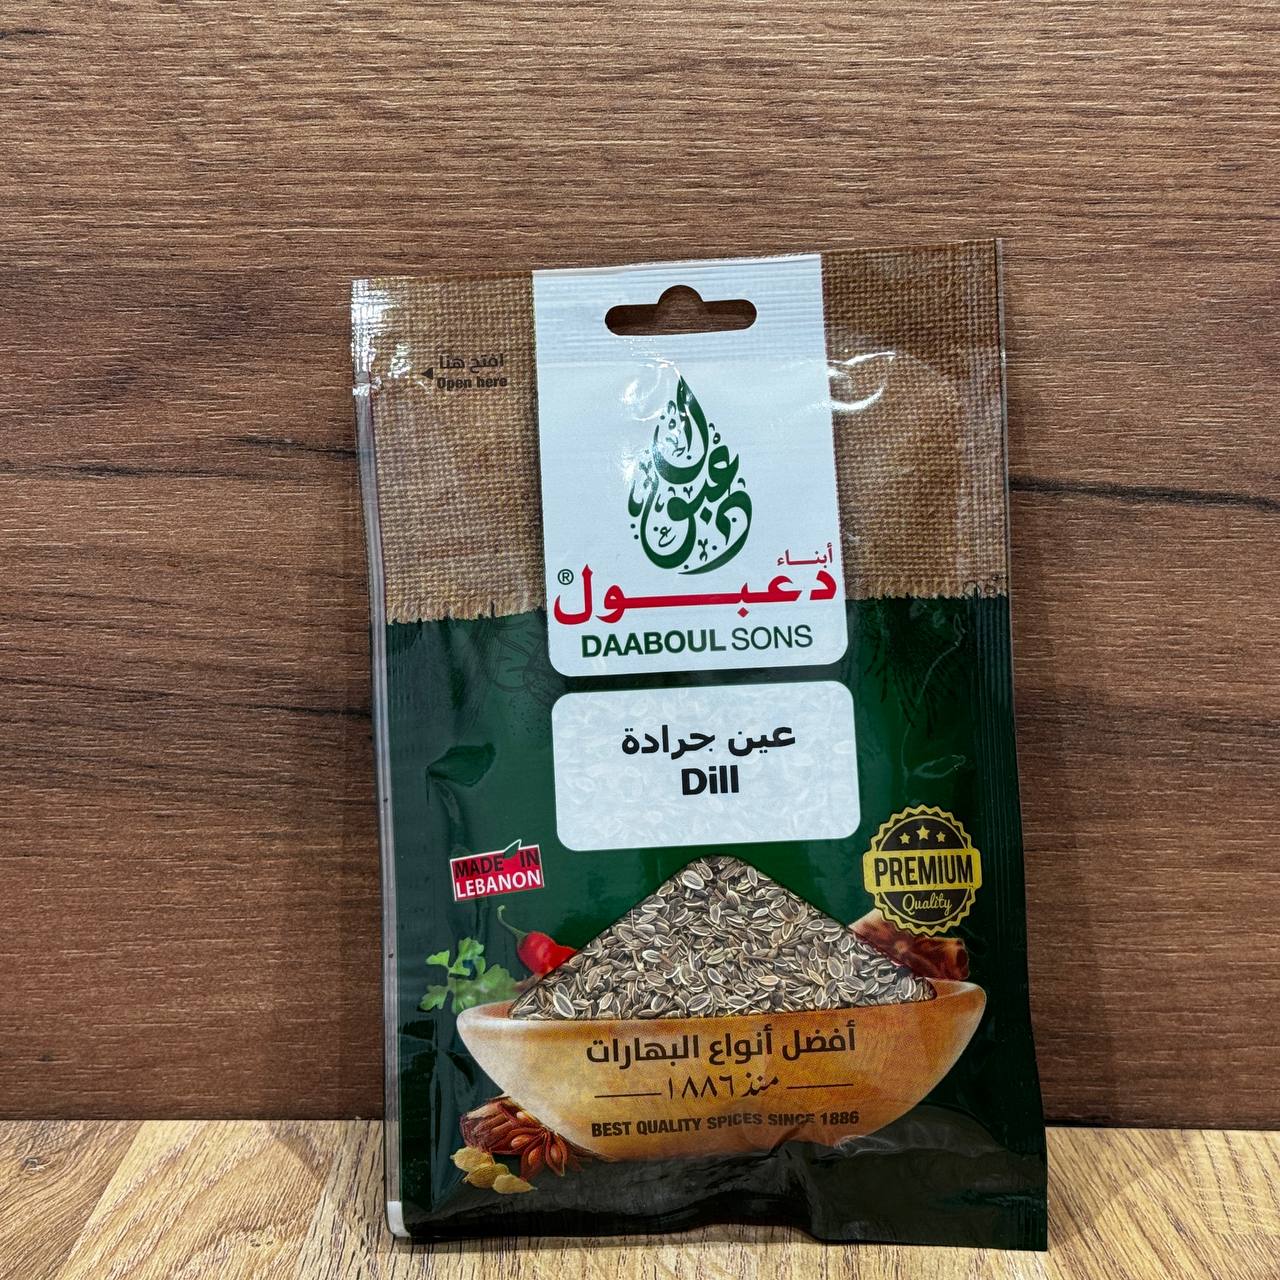 افتح هنا
Open here
دعبول
أبناء
دعبول®
DAABOUL SONS
عين جرادة
Dill
MADE IN
LEBANON
PREMIUM
Quality
أفضل أنواع البهارات
منذ ١٨٨٦
BEST QUALITY SPICES SINCE 1886